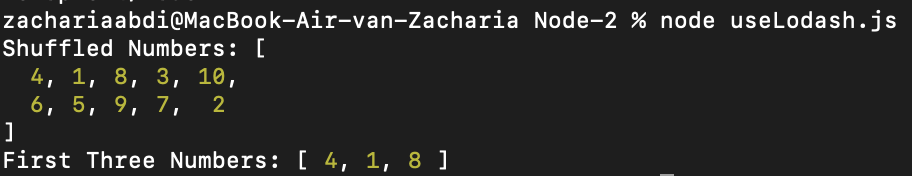 zachariaabdi@MacBook-Air-van-Zacharia Node-2 % node useLodash.js
Shuffled Numbers: [
  4, 1, 8, 3, 10,
  6, 5, 9, 7,  2
]
First Three Numbers: [ 4, 1, 8 ]